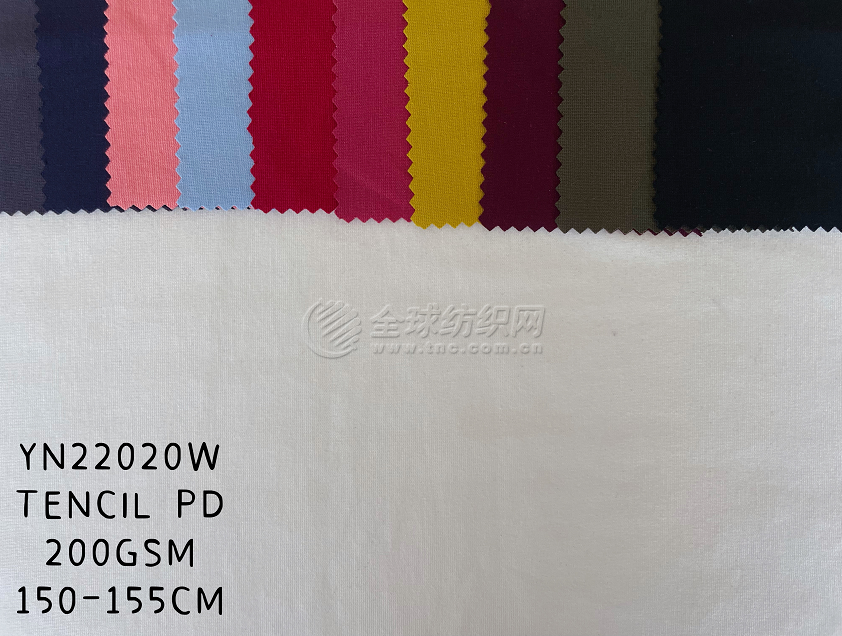 全球纺织网
www.tnc.com.cn
YN22020W
TENCIL PD
200GSM
150-155CM